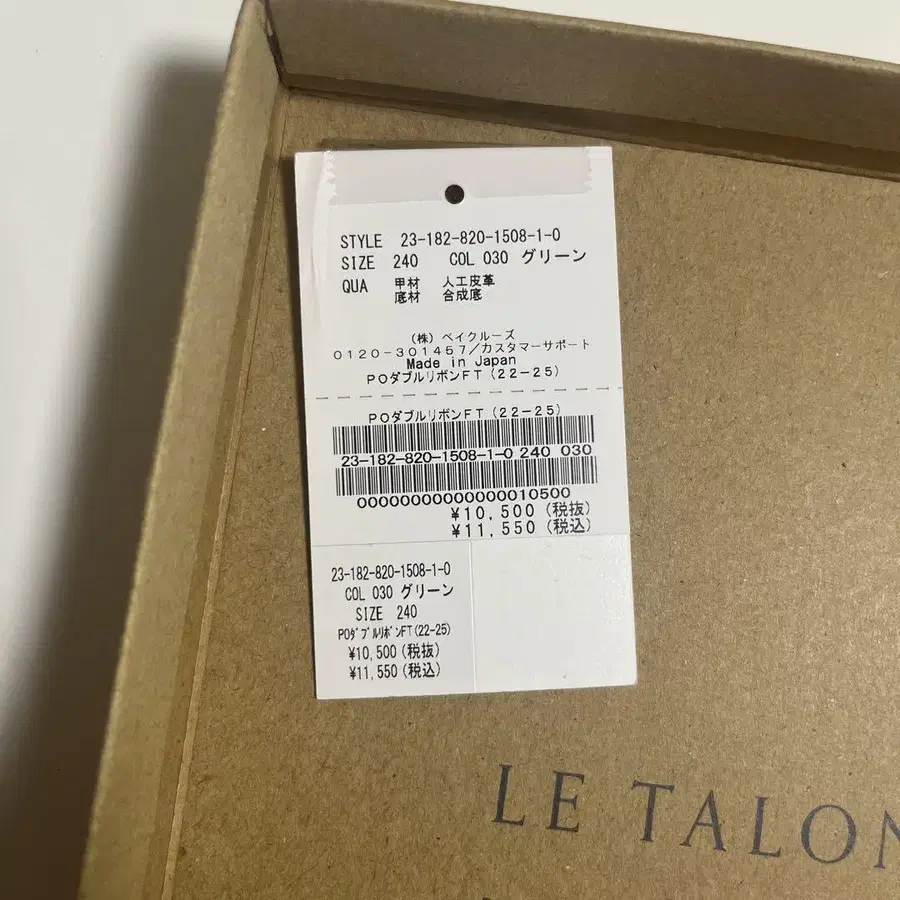 STYLE 23-182-820-1508-1-0
SIZE 240 COL 030 グリーン
QUA 甲材 人工皮革
底材 合成底
(株) ベイクルーズ
0120-301457/カスタマーサポート
Made in Japan
POダブルリボンFT (22-25)
POダブルリボンFT (22-25)
23-182-820-1508-1-0 240 030
00000000000000010500
¥10,500 (税抜)
¥11,550 (税込)
23-182-820-1508-1-0
COL 030 グリーン
SIZE 240
POダブルリボンFT(22-25)
¥10,500 (税抜)
¥11,550 (税込)
LE TALON